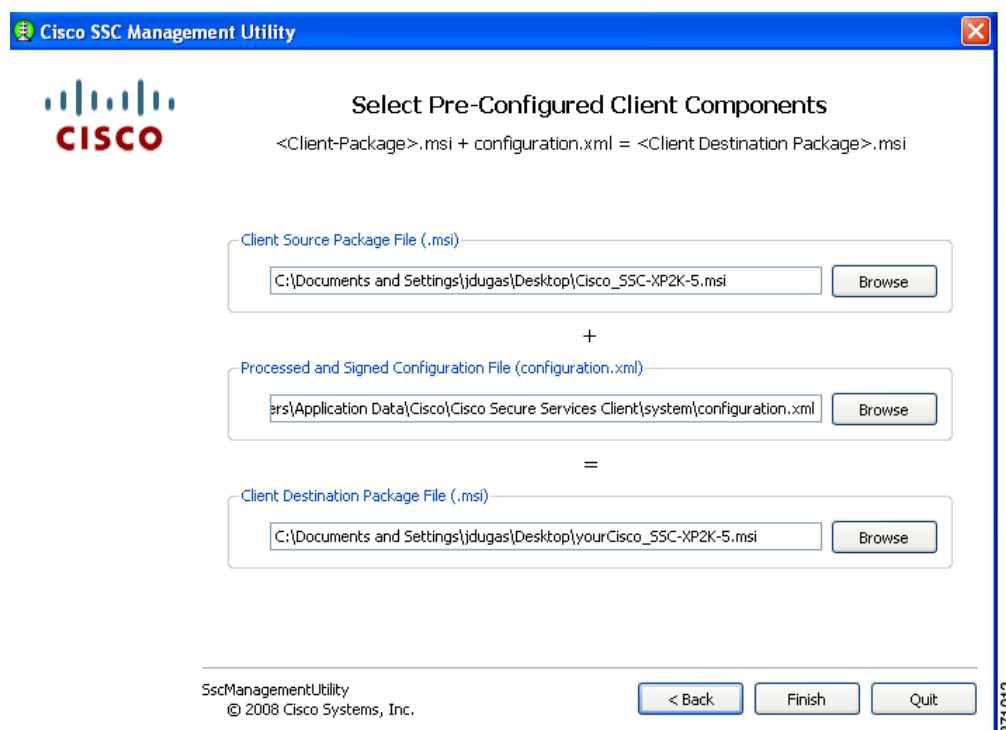 Cisco SSC Management Utility
CISCO
Select Pre-Configured Client Components
<Client-Package>.msi + configuration.xml = <Client Destination Package>.msi
Client Source Package File (.msi)
C:\Documents and Settings\jdugas\Desktop\Cisco_SSC-XP2K-5.msi
Browse
+
Processed and Signed Configuration File (configuration.xml)
ers\Application Data\Cisco\Cisco Secure Services Client\system\configuration.xml
Browse
=
Client Destination Package File (.msi)
C:\Documents and Settings\jdugas\Desktop\yourCisco_SSC-XP2K-5.msi
Browse
SscManagementUtility
© 2008 Cisco Systems, Inc.
< Back
Finish
Quit